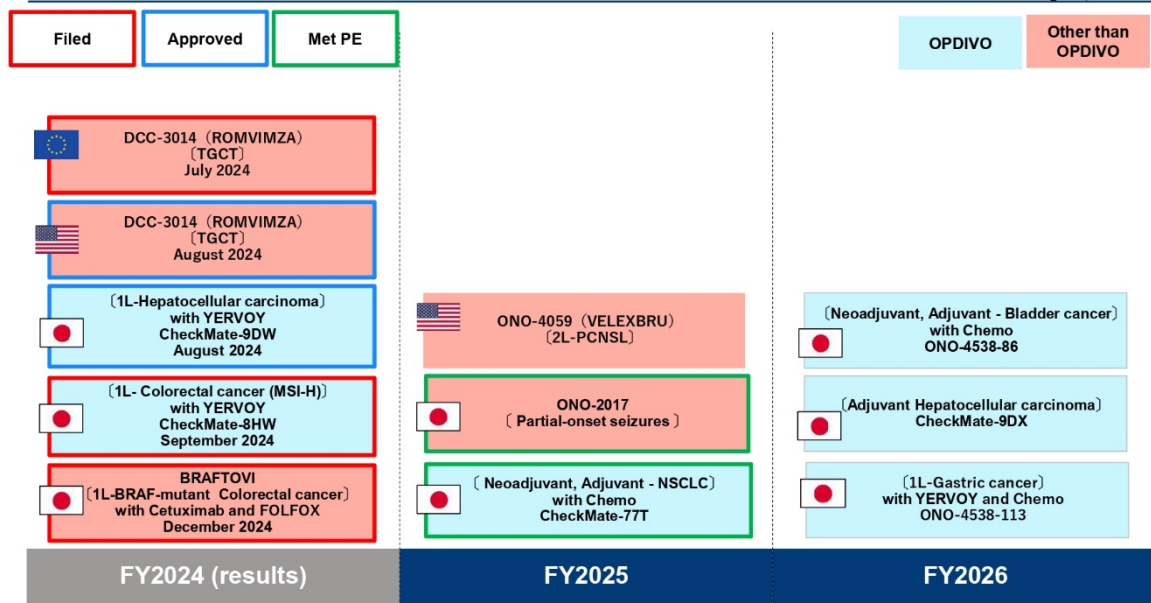 Filed
Approved
Met PE
OPDIVO
Other than
OPDIVO
DCC-3014（ROMVIMZA）
〔TGCT〕
July 2024
DCC-3014（ROMVIMZA）
〔TGCT〕
August 2024
〔1L-Hepatocellular carcinoma〕
with YERVOY
CheckMate-9DW
August 2024
〔1L- Colorectal cancer (MSI-H)〕
with YERVOY
CheckMate-8HW
September 2024
BRAFTOVI
〔1L-BRAF-mutant Colorectal cancer〕
with Cetuximab and FOLFOX
December 2024
FY2024 (results)
ONO-4059（VELEXBRU）
〔2L-PCNSL〕
ONO-2017
〔 Partial-onset seizures 〕
〔 Neoadjuvant, Adjuvant - NSCLC〕
with Chemo
CheckMate-77T
FY2025
〔Neoadjuvant, Adjuvant - Bladder cancer〕
with Chemo
ONO-4538-86
〔Adjuvant Hepatocellular carcinoma〕
CheckMate-9DX
〔1L-Gastric cancer〕
with YERVOY and Chemo
ONO-4538-113
FY2026